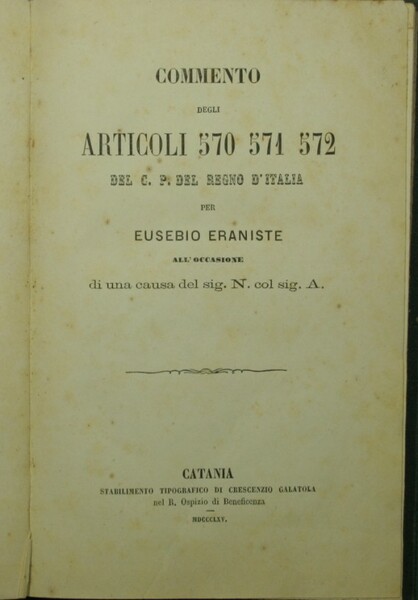 COMMENTO
DEGLI
ARTICOLI 570 571 572
DEL C. P. DEL REGNO D'ITALIA
PER
EUSEBIO ERANISTE
ALL'OCCASIONE
di una causa del sig. N. col sig. A.
CATANIA
STABILIMENTO TIPOGRAFICO DI CRESCENZIO GALATOLA
nel R. Ospizio di Beneficenza
MDCCCLXV.